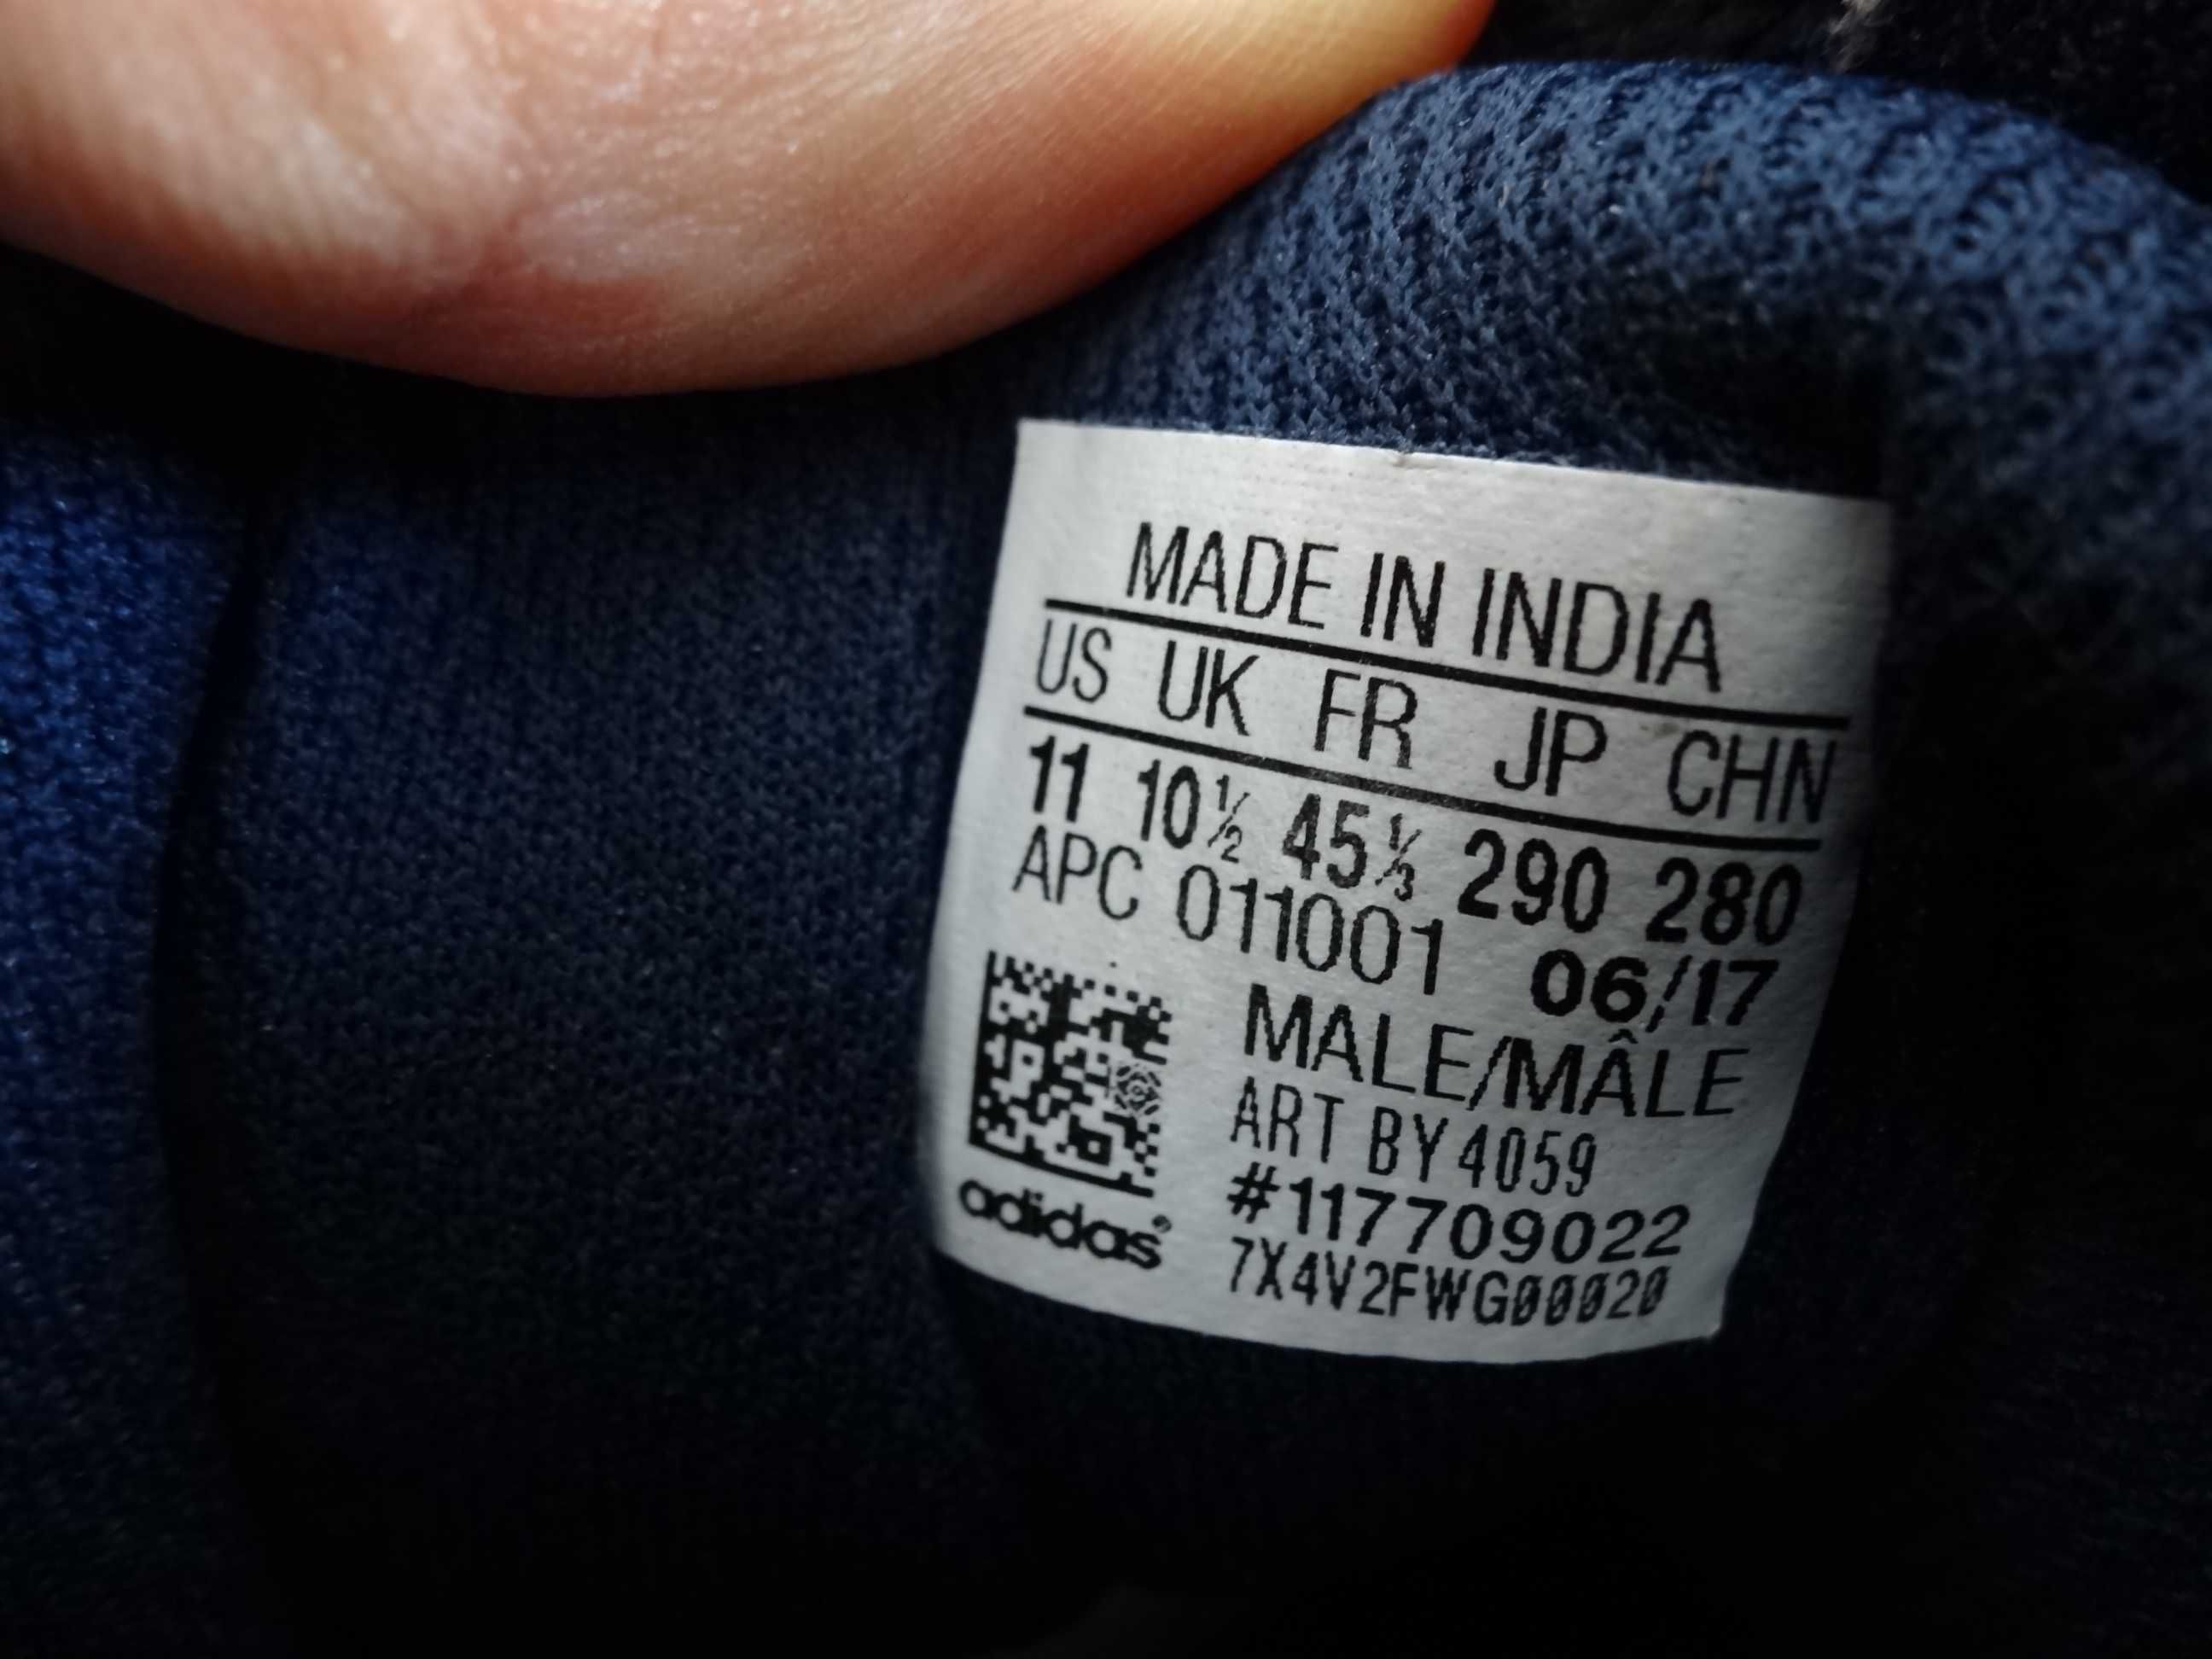 MADE IN INDIA
US UK FR JP CHN
11 10½ 45⅓ 290 280
APC 011001 06/17
MALE/MÂLE
ART BY4059
#117709022
7X4V2FWG00020
adidas®